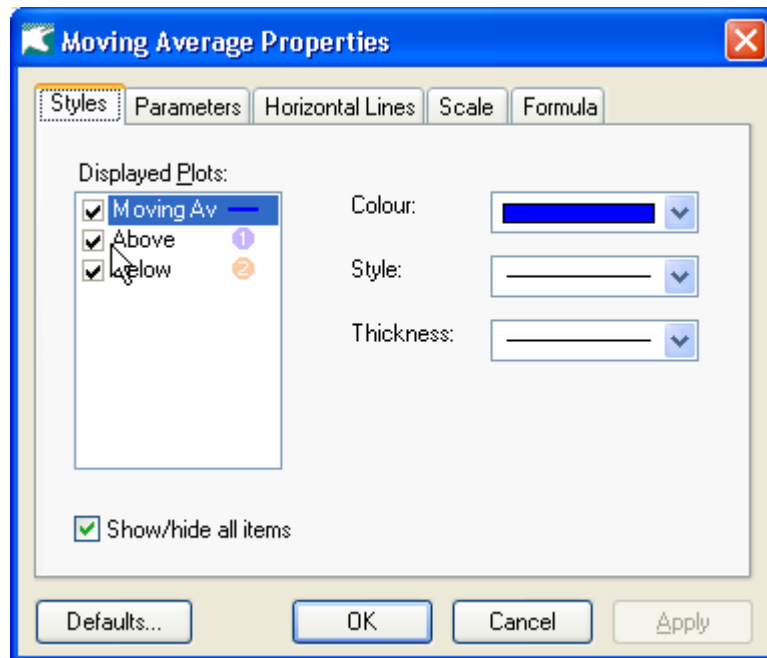 Moving Average Properties
Styles Parameters Horizontal Lines Scale Formula
Displayed Plots:
Moving Av
Above 1
Below 2
Colour:
Style:
Thickness:
Show/hide all items
Defaults... OK Cancel Apply